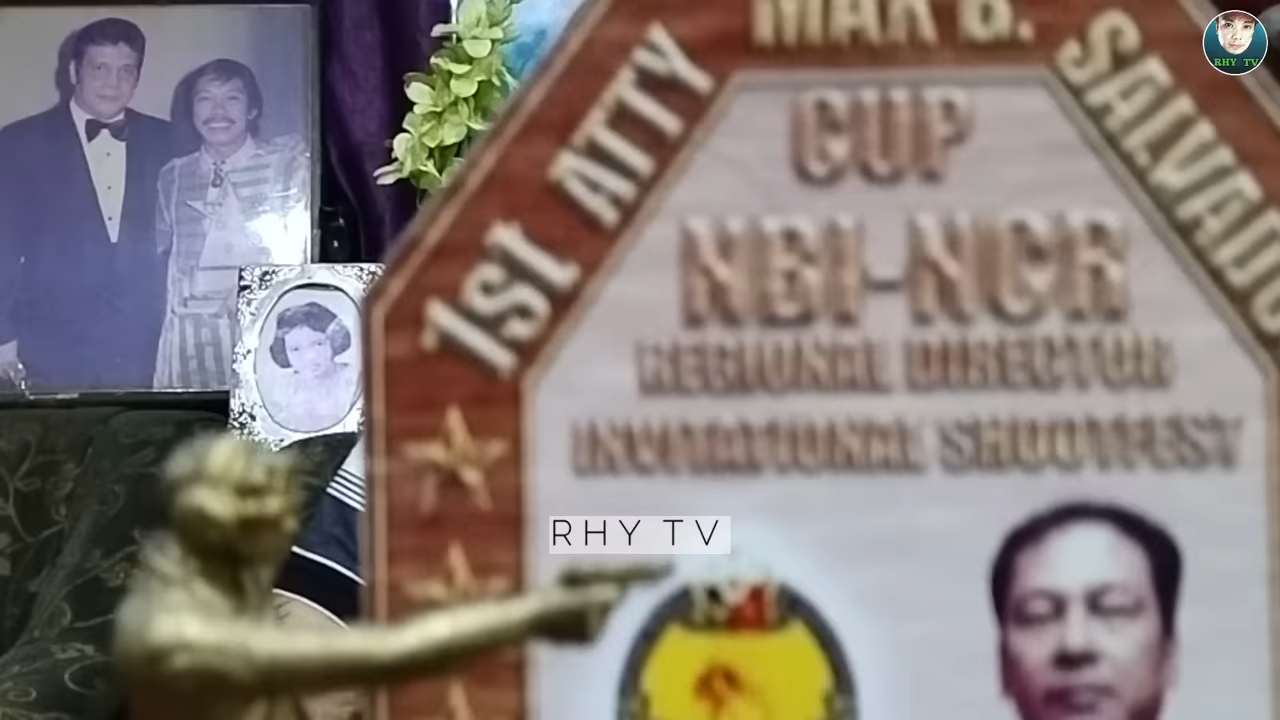 RHY TV
1st ATTY MAR B. SALVADO
CUP
NBI-NCR
REGIONAL DIRECTOR
INVITATIONAL SHOOTFEST
RHY TV